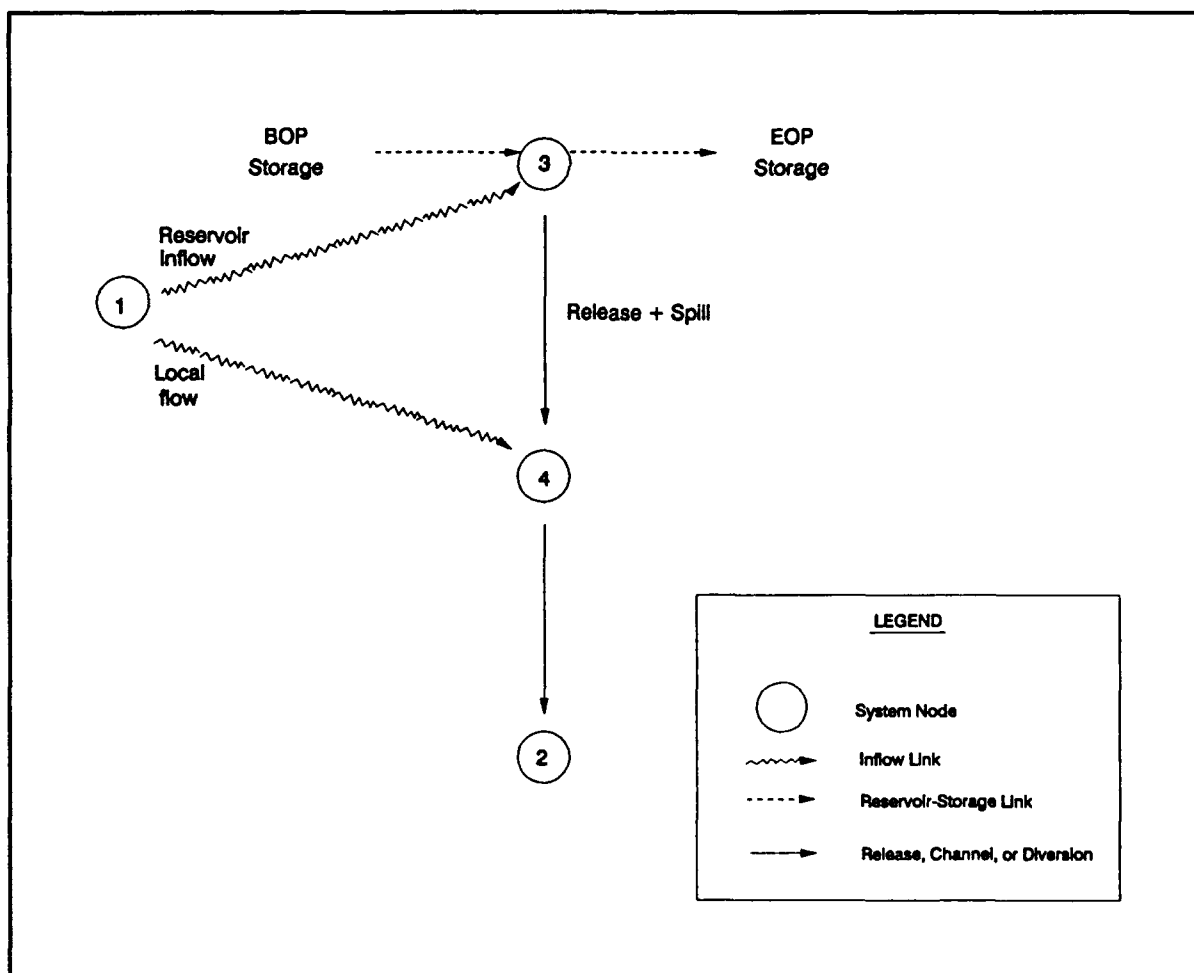 BOP
Storage
3
EOP
Storage
Reservoir
Inflow
1
Release + Spill
Local
flow
4
2
LEGEND
System Node
Inflow Link
Reservoir-Storage Link
Release, Channel, or Diversion